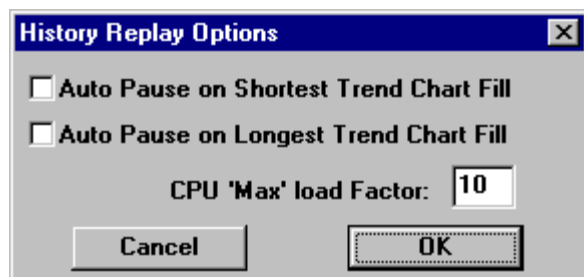 History Replay Options
Auto Pause on Shortest Trend Chart Fill
Auto Pause on Longest Trend Chart Fill
CPU 'Max' load Factor: 10
Cancel OK